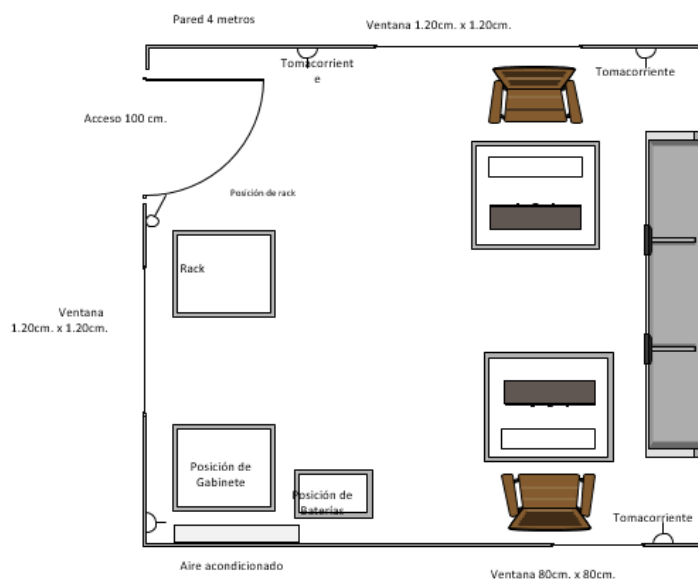 Pared 4 metros
Ventana 1.20cm. x 1.20cm.
Tomacorrient
e
Tomacorriente
Acceso 100 cm.
Posición de rack
Rack
Ventana
1.20cm. x 1.20cm.
Posición de
Gabinete
Posición de
Baterías
Tomacorriente
Aire acondicionado
Ventana 80cm. x 80cm.